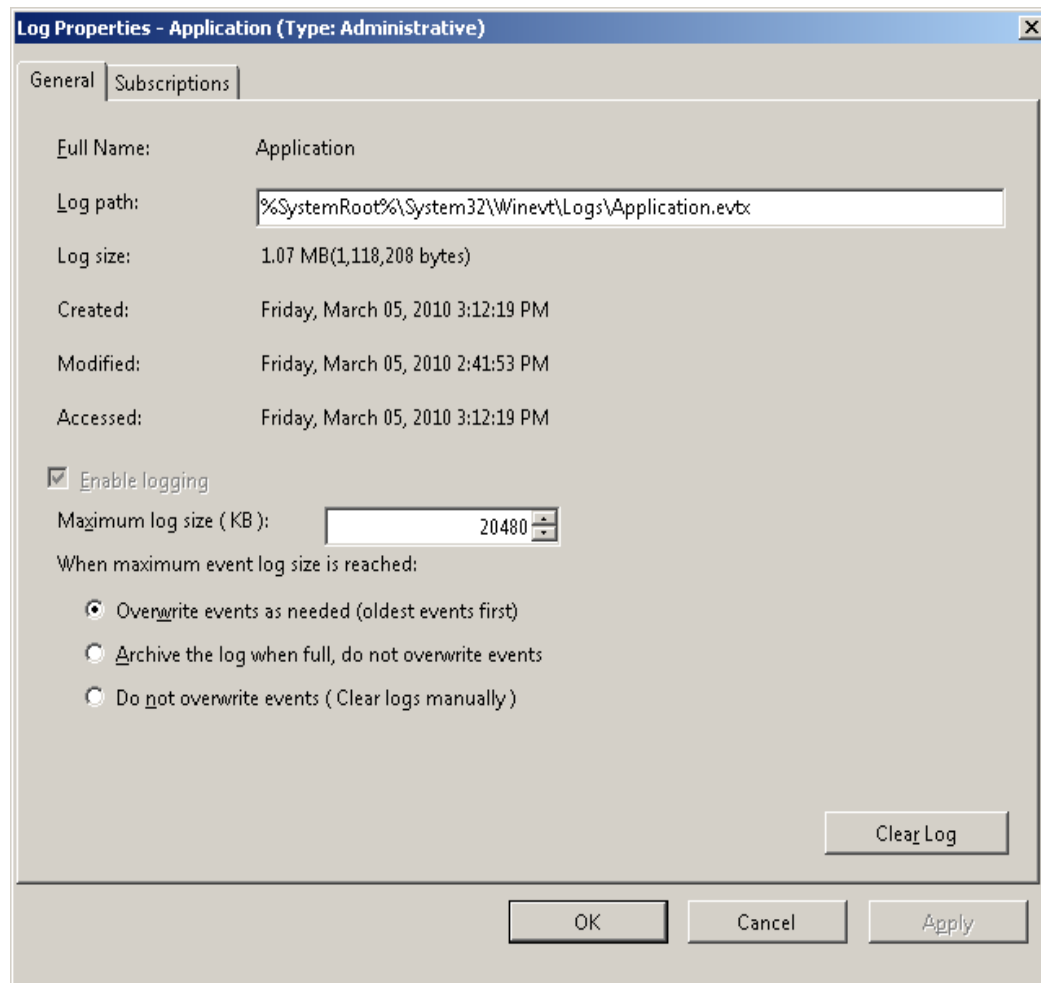 Log Properties - Application (Type: Administrative)
General Subscriptions
Full Name: Application
Log path: %SystemRoot%\System32\Winevt\Logs\Application.evtx
Log size: 1.07 MB(1,118,208 bytes)
Created: Friday, March 05, 2010 3:12:19 PM
Modified: Friday, March 05, 2010 2:41:53 PM
Accessed: Friday, March 05, 2010 3:12:19 PM
Enable logging
Maximum log size ( KB ): 20480
When maximum event log size is reached:
Overwrite events as needed (oldest events first)
Archive the log when full, do not overwrite events
Do not overwrite events ( Clear logs manually )
Clear Log
OK Cancel Apply